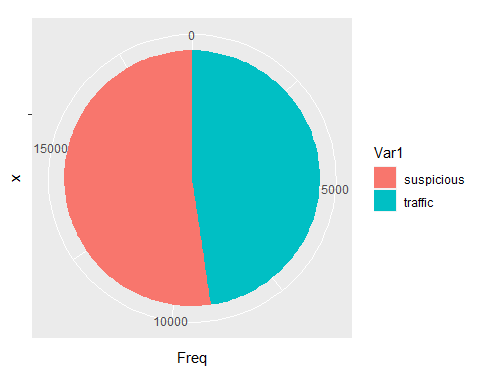 0
15000
5000
10000
x
Freq
Var1
suspicious
traffic